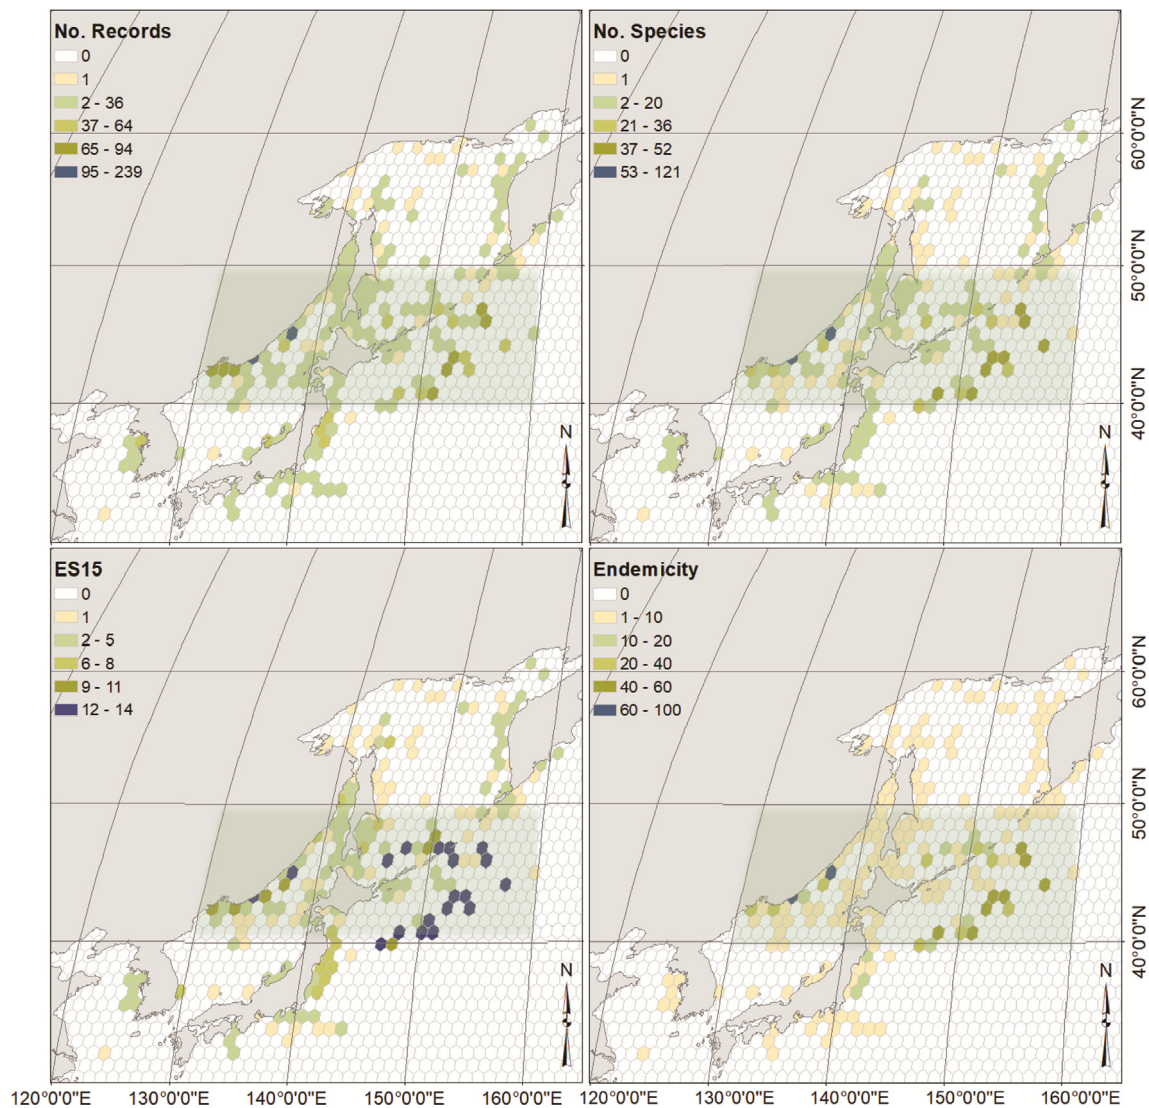 No. Records
0
1
2 - 36
37 - 64
65 - 94
95 - 239
N
No. Species
0
1
2 - 20
21 - 36
37 - 52
53 - 121
N
60°0'0"N
50°0'0"N
40°0'0"N
ES15
0
1
2 - 5
6 - 8
9 - 11
12 - 14
N
Endemicity
0
1 - 10
10 - 20
20 - 40
40 - 60
60 - 100
N
60°0'0"N
50°0'0"N
40°0'0"N
120°0'0"E 130°0'0"E 140°0'0"E 150°0'0"E 160°0'0"E 120°0'0"E 130°0'0"E 140°0'0"E 150°0'0"E 160°0'0"E